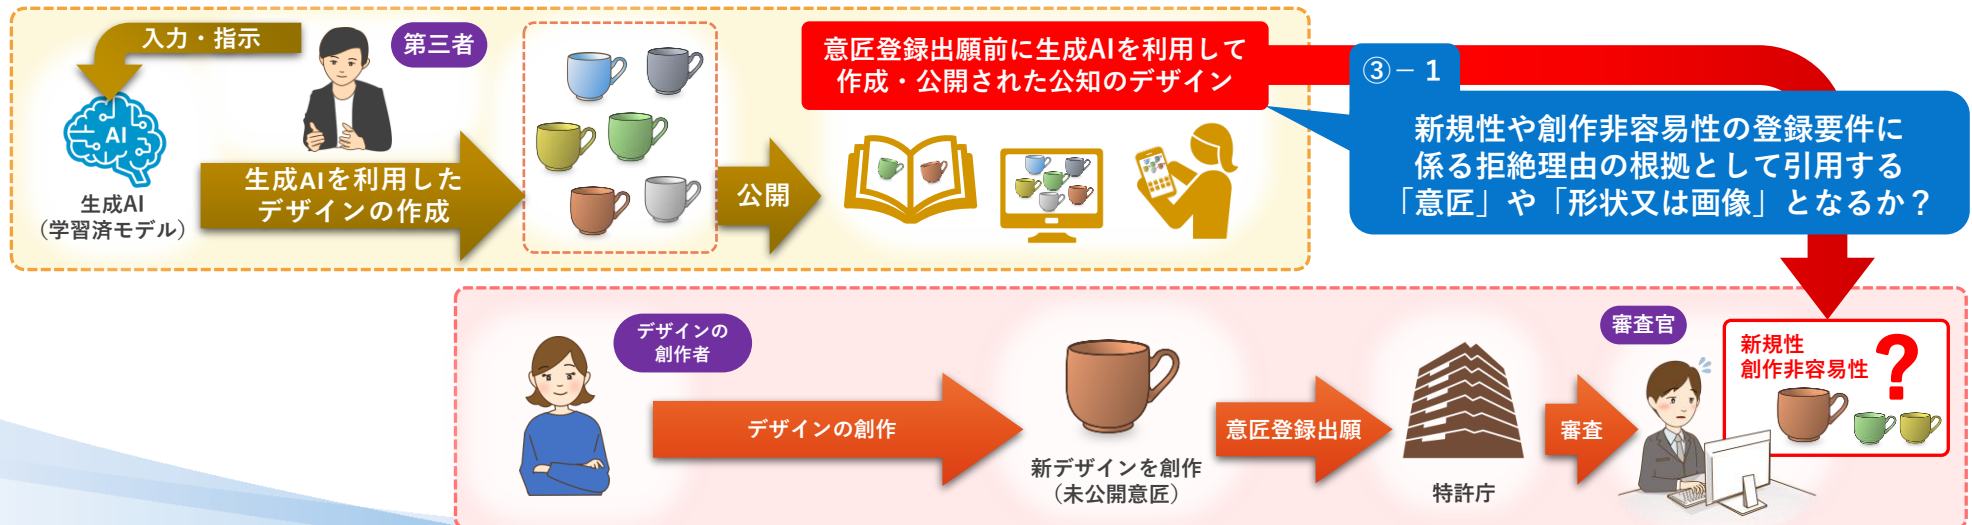 入力・指示
第三者
AI
生成AI
（学習済モデル）
生成AIを利用した
デザインの作成
公開
意匠登録出願前に生成AIを利用して
作成・公開された公知のデザイン
③－1
新規性や創作非容易性の登録要件に
係る拒絶理由の根拠として引用する
「意匠」や「形状又は画像」となるか？
デザインの
創作者
デザインの創作
新デザインを創作
（未公開意匠）
意匠登録出願
特許庁
審査
審査官
新規性
創作非容易性
？